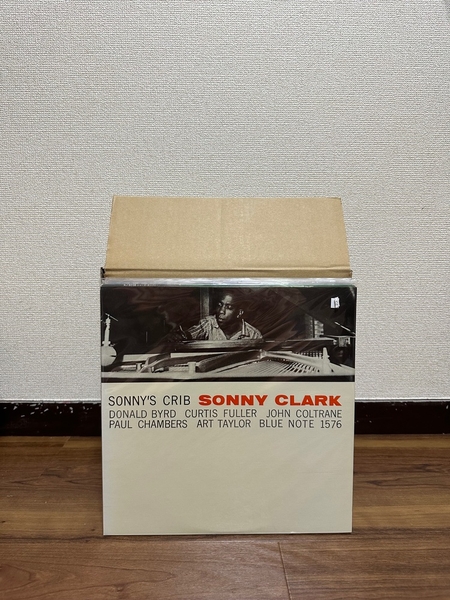 SONNY'S CRIB SONNY CLARK
DONALD BYRD CURTIS FULLER JOHN COLTRANE
PAUL CHAMBERS ART TAYLOR BLUE NOTE 1576